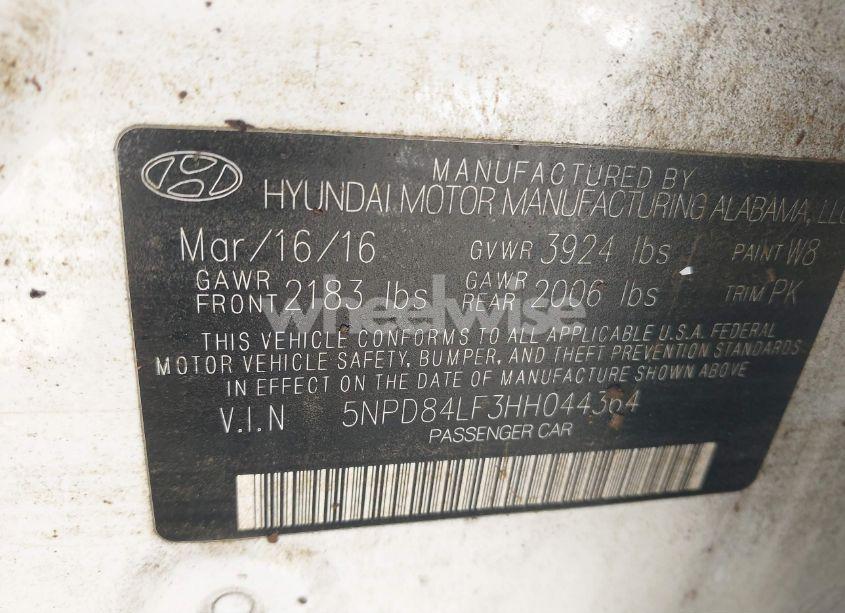 MANUFACTURED BY
HYUNDAI MOTOR MANUFACTURING ALABAMA, LLC
Mar/16/16 GVWR 3924 lbs PAINT W8
GAWR FRONT 2183 lbs GAWR REAR 2006 lbs TRIM PK
wheelwise
THIS VEHICLE CONFORMS TO ALL APPLICABLE U.S.A. FEDERAL
MOTOR VEHICLE SAFETY, BUMPER, AND THEFT PREVENTION STANDARDS
IN EFFECT ON THE DATE OF MANUFACTURE SHOWN ABOVE
V.I.N 5NPD84LF3HH044364
PASSENGER CAR